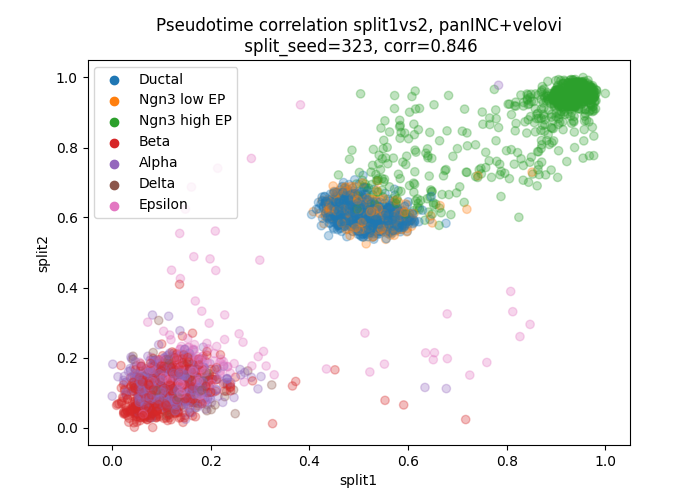 Pseudotime correlation split1vs2, panINC+velovi
split_seed=323, corr=0.846
Ductal
Ngn3 low EP
Ngn3 high EP
Beta
Alpha
Delta
Epsilon
1.0
0.8
0.6
0.4
0.2
0.0
split2
0.0 0.2 0.4 0.6 0.8 1.0
split1